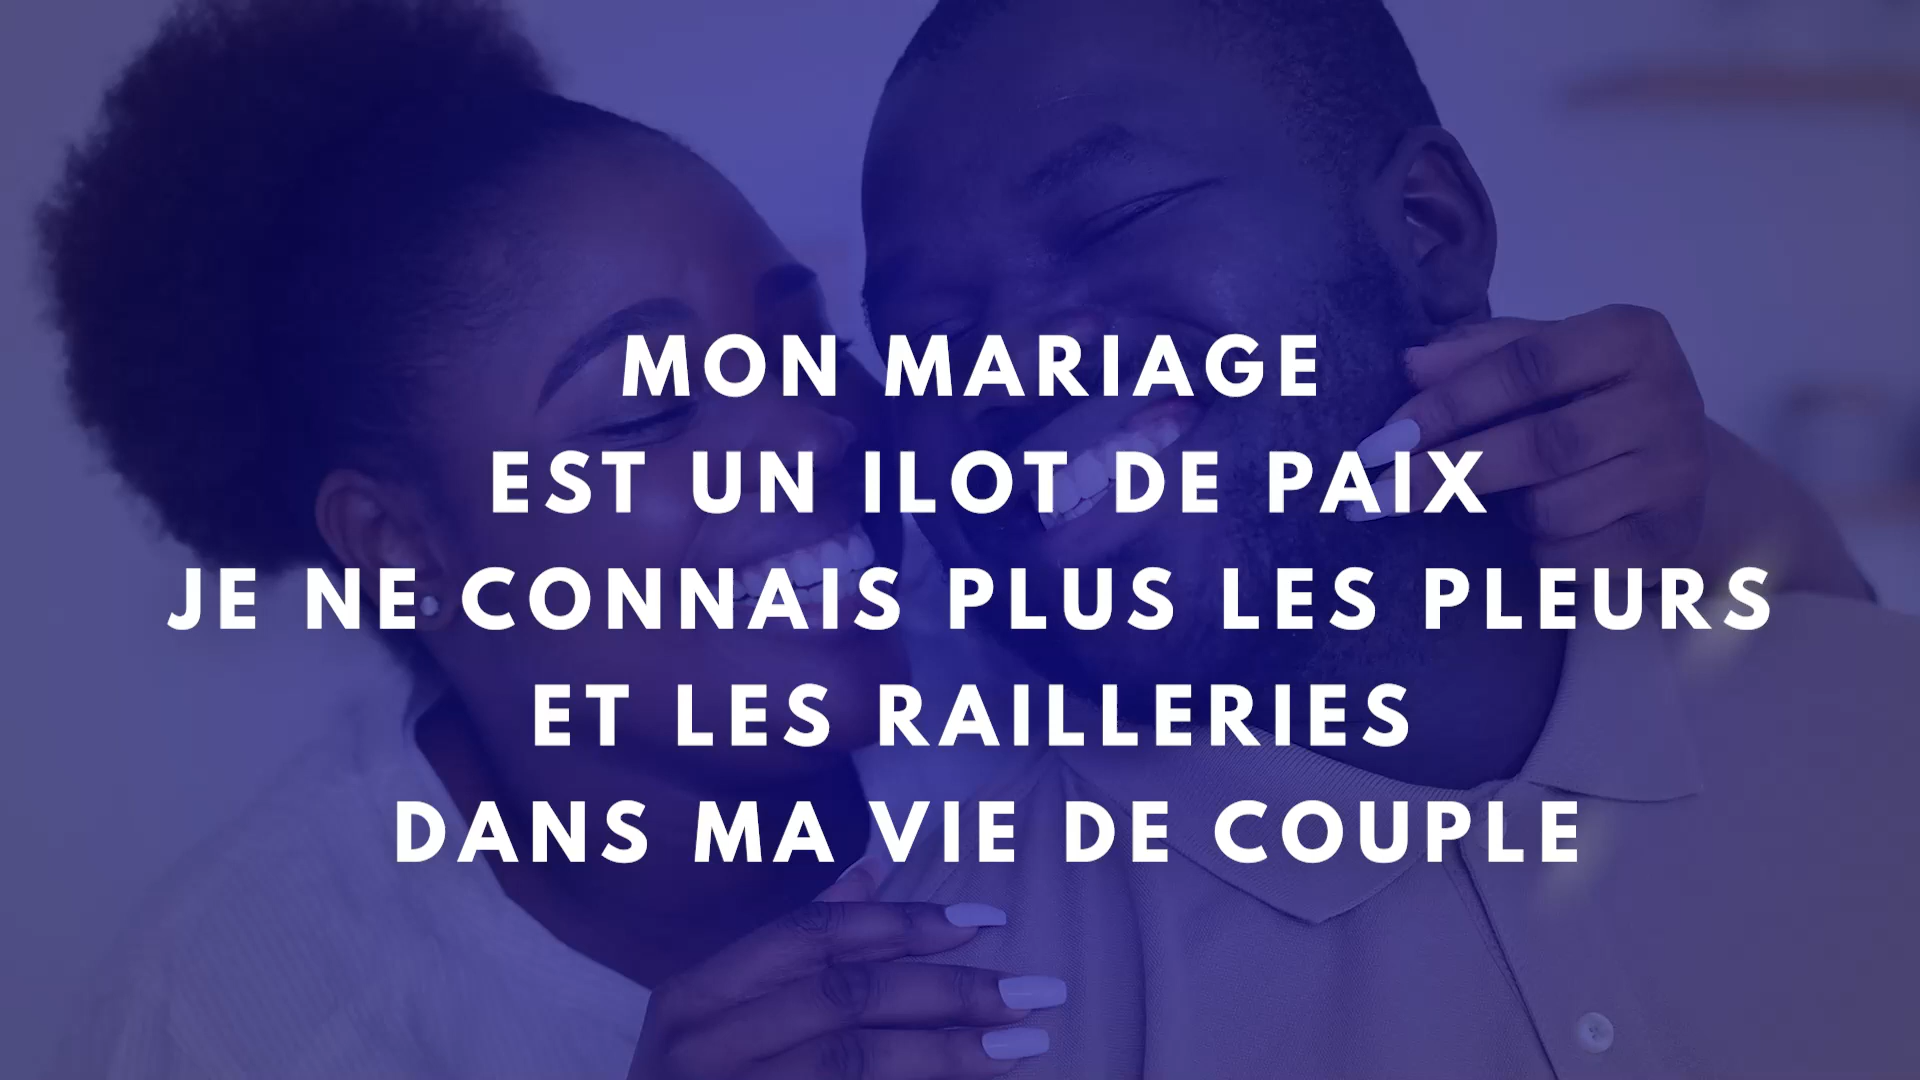 MON MARIAGE
EST UN ILOT DE PAIX
JE NE CONNAIS PLUS LES PLEURS
ET LES RAILLERIES
DANS MA VIE DE COUPLE